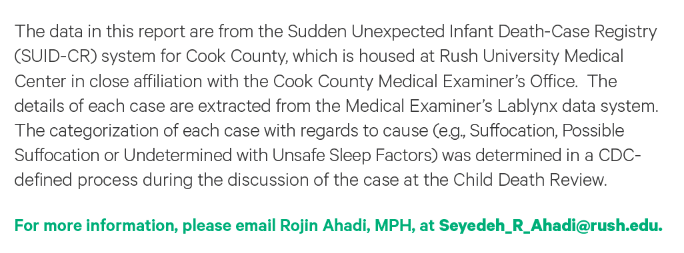 The data in this report are from the Sudden Unexpected Infant Death-Case Registry
(SUID-CR) system for Cook County, which is housed at Rush University Medical
Center in close affiliation with the Cook County Medical Examiner's Office.  The
details of each case are extracted from the Medical Examiner's Lablynx data system.
The categorization of each case with regards to cause (e.g., Suffocation, Possible
Suffocation or Undetermined with Unsafe Sleep Factors) was determined in a CDC-
defined process during the discussion of the case at the Child Death Review.
For more information, please email Rojin Ahadi, MPH, at Seyedeh_R_Ahadi@rush.edu.